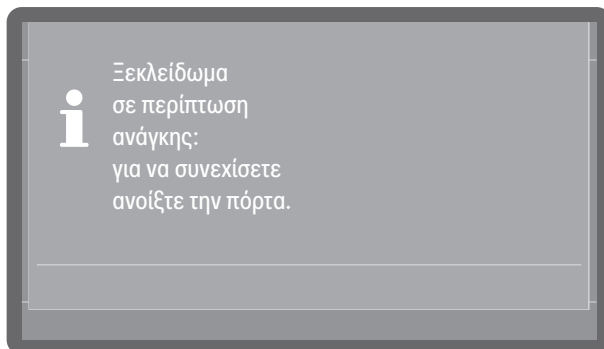 Ξεκλείδωμα
σε περίπτωση
ανάγκης:
για να συνεχίσετε
ανοίξτε την πόρτα.